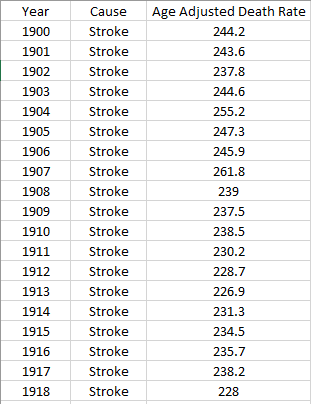 Year Cause Age Adjusted Death Rate
1900 Stroke 244.2
1901 Stroke 243.6
1902 Stroke 237.8
1903 Stroke 244.6
1904 Stroke 255.2
1905 Stroke 247.3
1906 Stroke 245.9
1907 Stroke 261.8
1908 Stroke 239
1909 Stroke 237.5
1910 Stroke 238.5
1911 Stroke 230.2
1912 Stroke 228.7
1913 Stroke 226.9
1914 Stroke 231.3
1915 Stroke 234.5
1916 Stroke 235.7
1917 Stroke 238.2
1918 Stroke 228